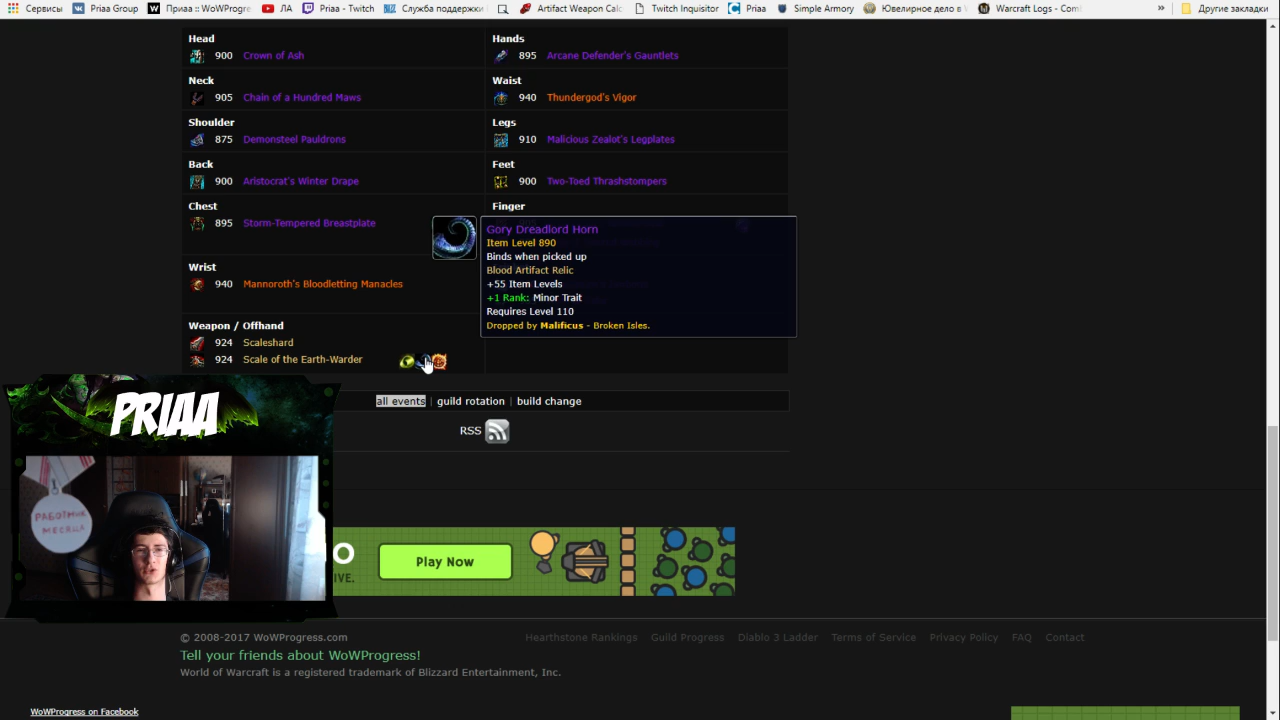 Сервисы Priaa Group Приаа :: WoWProgre ЛА Priaa - Twitch Служба поддержки Artifact Weapon Calc Twitch Inquisitor Priaa Simple Armory Ювелирное дело в Warcraft Logs - Com » Другие закладки
Head
900 Crown of Ash
Hands
895 Arcane Defender's Gauntlets
Neck
905 Chain of a Hundred Maws
Waist
940 Thundergod's Vigor
Shoulder
875 Demonsteel Pauldrons
Legs
910 Malicious Zealot's Legplates
Back
900 Aristocrat's Winter Drape
Feet
900 Two-Toed Thrashstompers
Chest
895 Storm-Tempered Breastplate
Finger
Gory Dreadlord Horn
Item Level 890
Binds when picked up
Blood Artifact Relic
+55 Item Levels
+1 Rank: Minor Trait
Requires Level 110
Dropped by Malificus - Broken Isles.
Wrist
940 Mannoroth's Bloodletting Manacles
Weapon / Offhand
924 Scaleshard
924 Scale of the Earth-Warder
all events | guild rotation | build change
RSS
PRIAA
РАБОТНИК
МЕСЯЦА
O
IVE.
Play Now
© 2008-2017 WoWProgress.com
Hearthstone Rankings Guild Progress Diablo 3 Ladder Terms of Service Privacy Policy FAQ Contact
Tell your friends about WoWProgress!
World of Warcraft is a registered trademark of Blizzard Entertainment, Inc.
WoWProgress on Facebook